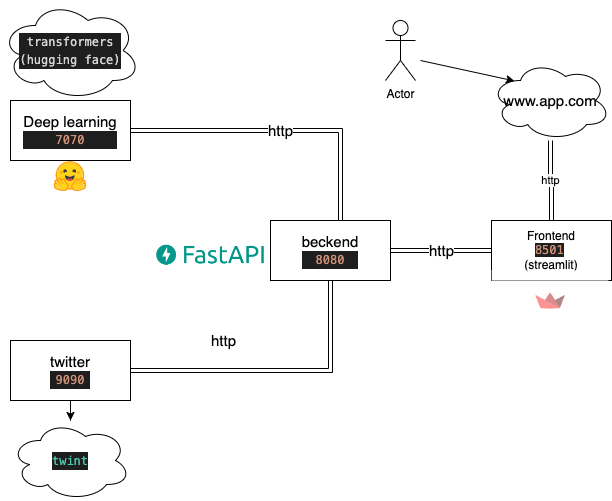 transformers
(hugging face)
Deep learning
7070
http
Actor
www.app.com
http
FastAPI
beckend
8080
http
Frontend
8501
(streamlit)
http
twitter
9090
twint